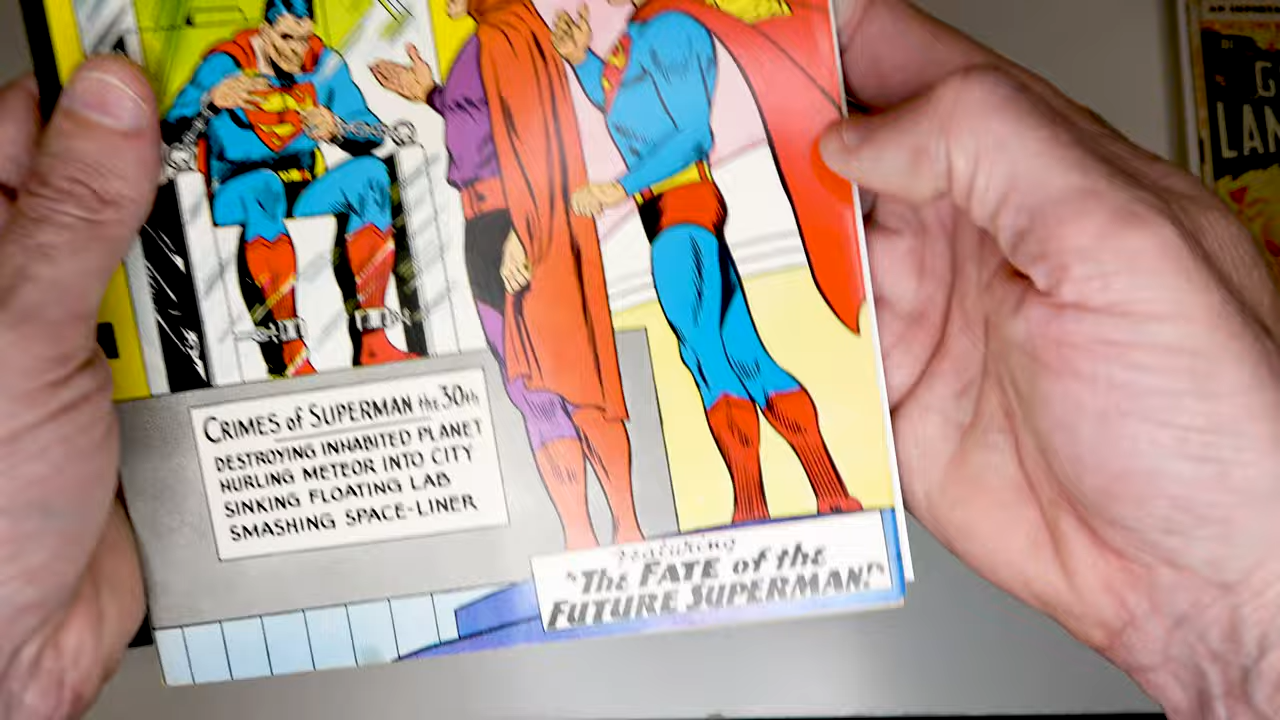 CRIMES of SUPERMAN the 30th
DESTROYING INHABITED PLANET
HURLING METEOR INTO CITY
SINKING FLOATING LAB
SMASHING SPACE-LINER
Featuring
"The FATE of the
FUTURE SUPERMAN!"